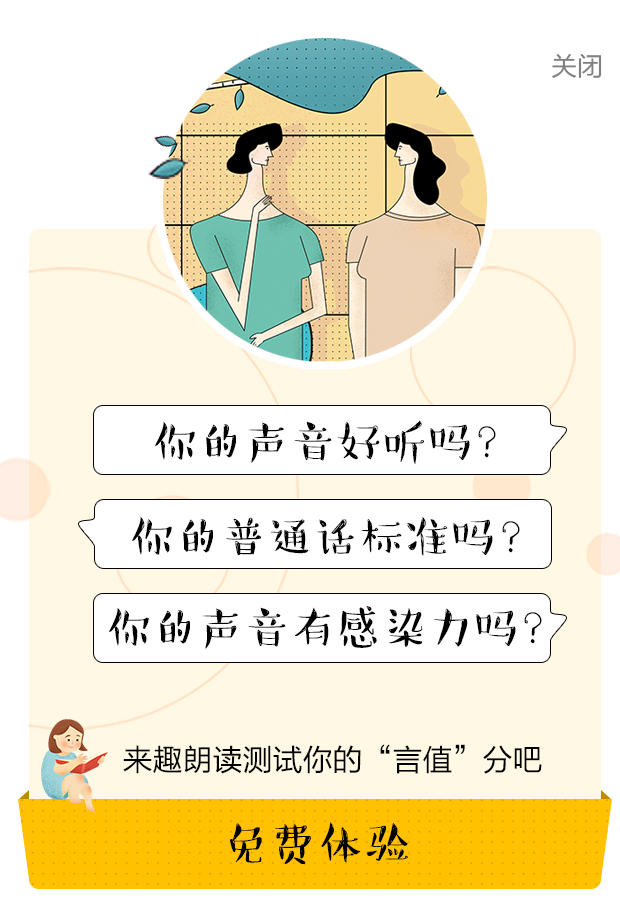 关闭
你的声音好听吗?
你的普通话标准吗?
你的声音有感染力吗?
来趣朗读测试你的“言值”分吧
免费体验